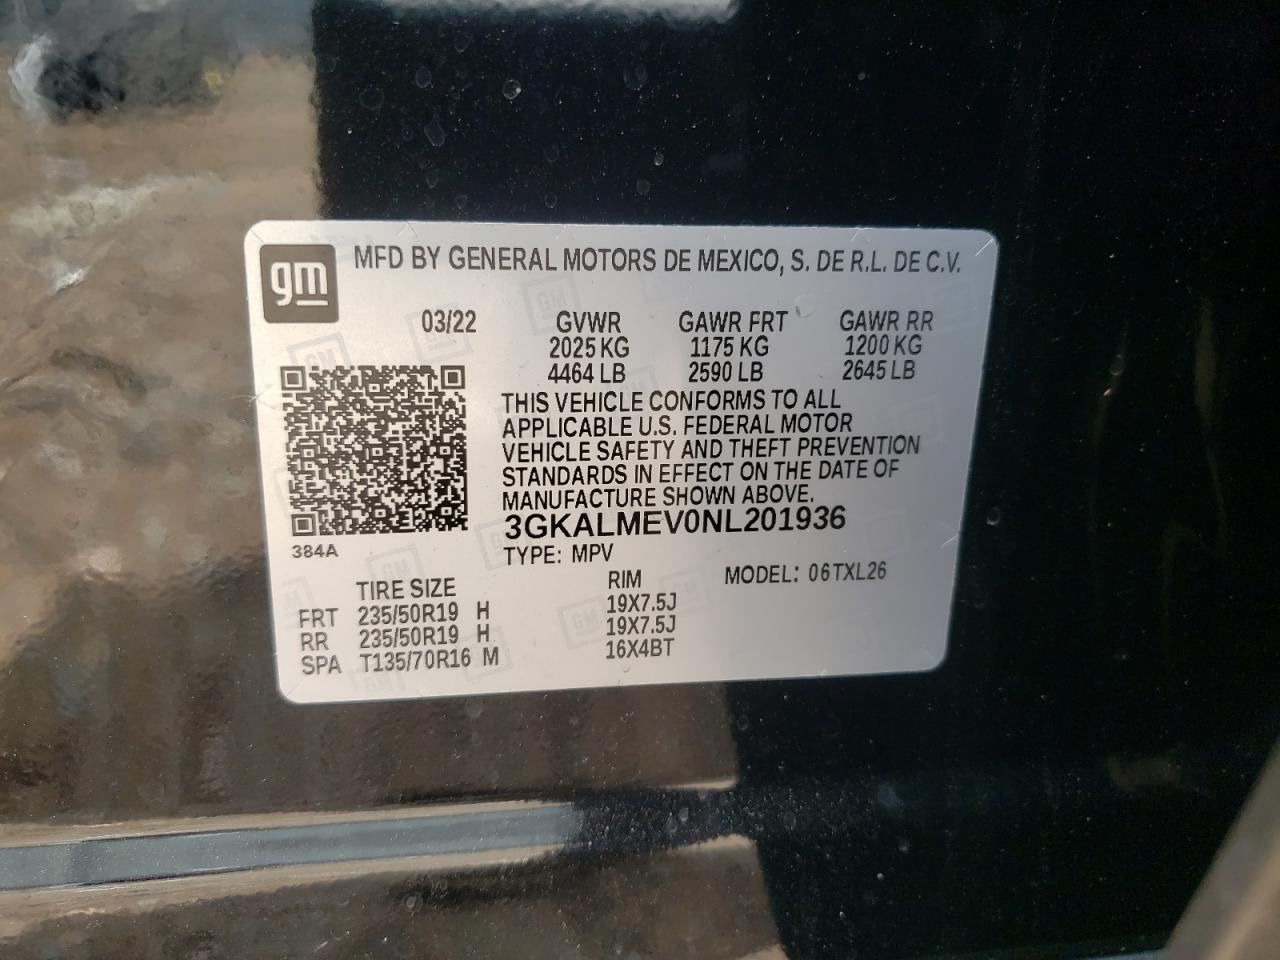 gm MFD BY GENERAL MOTORS DE MEXICO, S. DE R.L. DE C.V.
03/22 GVWR GAWR FRT GAWR RR
2025 KG 1175 KG 1200 KG
4464 LB 2590 LB 2645 LB
THIS VEHICLE CONFORMS TO ALL
APPLICABLE U.S. FEDERAL MOTOR
VEHICLE SAFETY AND THEFT PREVENTION
STANDARDS IN EFFECT ON THE DATE OF
MANUFACTURE SHOWN ABOVE.
3GKALMEV0NL201936
384A TYPE: MPV
TIRE SIZE RIM MODEL: 06TXL26
FRT 235/50R19 H 19X7.5J
RR 235/50R19 H 19X7.5J
SPA T135/70R16 M 16X4BT